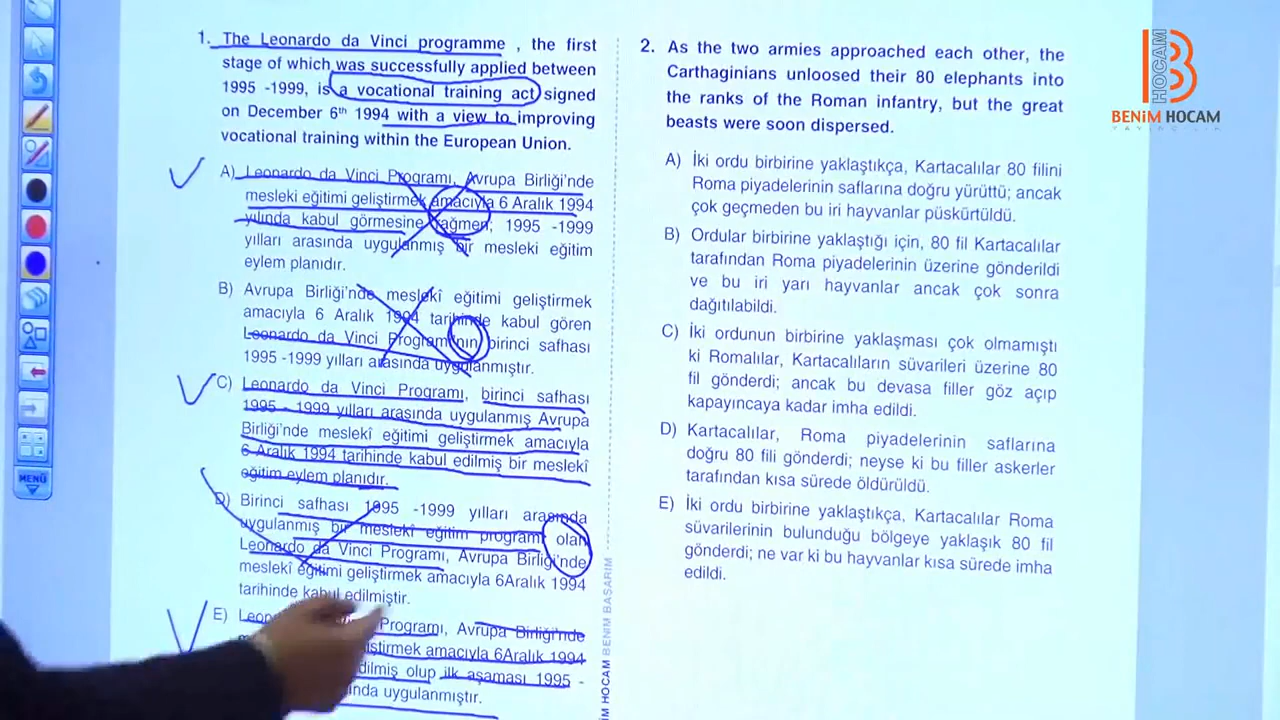 1. The Leonardo da Vinci programme , the first
stage of which was successfully applied between
1995 -1999, is a vocational training act signed
on December 6th 1994 with a view to improving
vocational training within the European Union.
A) Leonardo da Vinci Programı, Avrupa Birliği'nde
mesleki eğitimi geliştirmek amacıyla 6 Aralık 1994
yılında kabul görmesine rağmen; 1995 -1999
yılları arasında uygulanmış bir mesleki eğitim
eylem planıdır.
B) Avrupa Birliği'nde meslekî eğitimi geliştirmek
amacıyla 6 Aralık 1994 tarihinde kabul gören
Leonardo da Vinci Programı'nın birinci safhası
1995 -1999 yılları arasında uygulanmıştır.
C) Leonardo da Vinci Programı, birinci safhası
1995 - 1999 yılları arasında uygulanmış Avrupa
Birliği'nde meslekî eğitimi geliştirmek amacıyla
6 Aralık 1994 tarihinde kabul edilmiş bir meslekî
eğitim eylem planıdır.
D) Birinci safhası 1995 -1999 yılları arasında
uygulanmış bir meslekî eğitim programı olan
Leonardo da Vinci Programı, Avrupa Birliği'nde
meslekî eğitimi geliştirmek amacıyla 6Aralık 1994
tarihinde kabul edilmiştir.
E) Programı, Avrupa Birliği'nde
amacıyla 6Aralık 1994
olup ilk aşaması 1995 -
uygulanmıştır.
2. As the two armies approached each other, the
Carthaginians unloosed their 80 elephants into
the ranks of the Roman infantry, but the great
beasts were soon dispersed.
A) İki ordu birbirine yaklaştıkça, Kartacalılar 80 filini
Roma piyadelerinin saflarına doğru yürüttü; ancak
çok geçmeden bu iri hayvanlar püskürtüldü.
B) Ordular birbirine yaklaştığı için, 80 fil Kartacalılar
tarafından Roma piyadelerinin üzerine gönderildi
ve bu iri yarı hayvanlar ancak çok sonra
dağıtılabildi.
C) İki ordunun birbirine yaklaşması çok olmamıştı
ki Romalılar, Kartacalıların süvarileri üzerine 80
fil gönderdi; ancak bu devasa filler göz açıp
kapayıncaya kadar imha edildi.
D) Kartacalılar, Roma piyadelerinin saflarına
doğru 80 fili gönderdi; neyse ki bu filler askerler
tarafından kısa sürede öldürüldü.
E) İki ordu birbirine yaklaştıkça, Kartacalılar Roma
süvarilerinin bulunduğu bölgeye yaklaşık 80 fil
gönderdi; ne var ki bu hayvanlar kısa sürede imha
edildi.
HOCAM BENIM BAŞARIM
MENÜ
HOCAM
B
BENiM HOCAM
YAYINCILIK